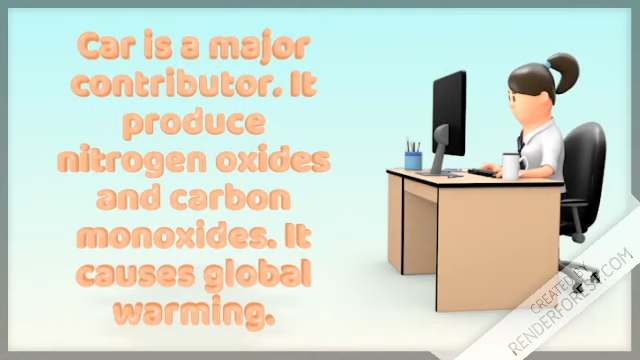 Car is a major
contributor. It
produce
nitrogen oxides
and carbon
monoxides. It
causes global
warming.
CREATED BY
RENDERFOREST.COM